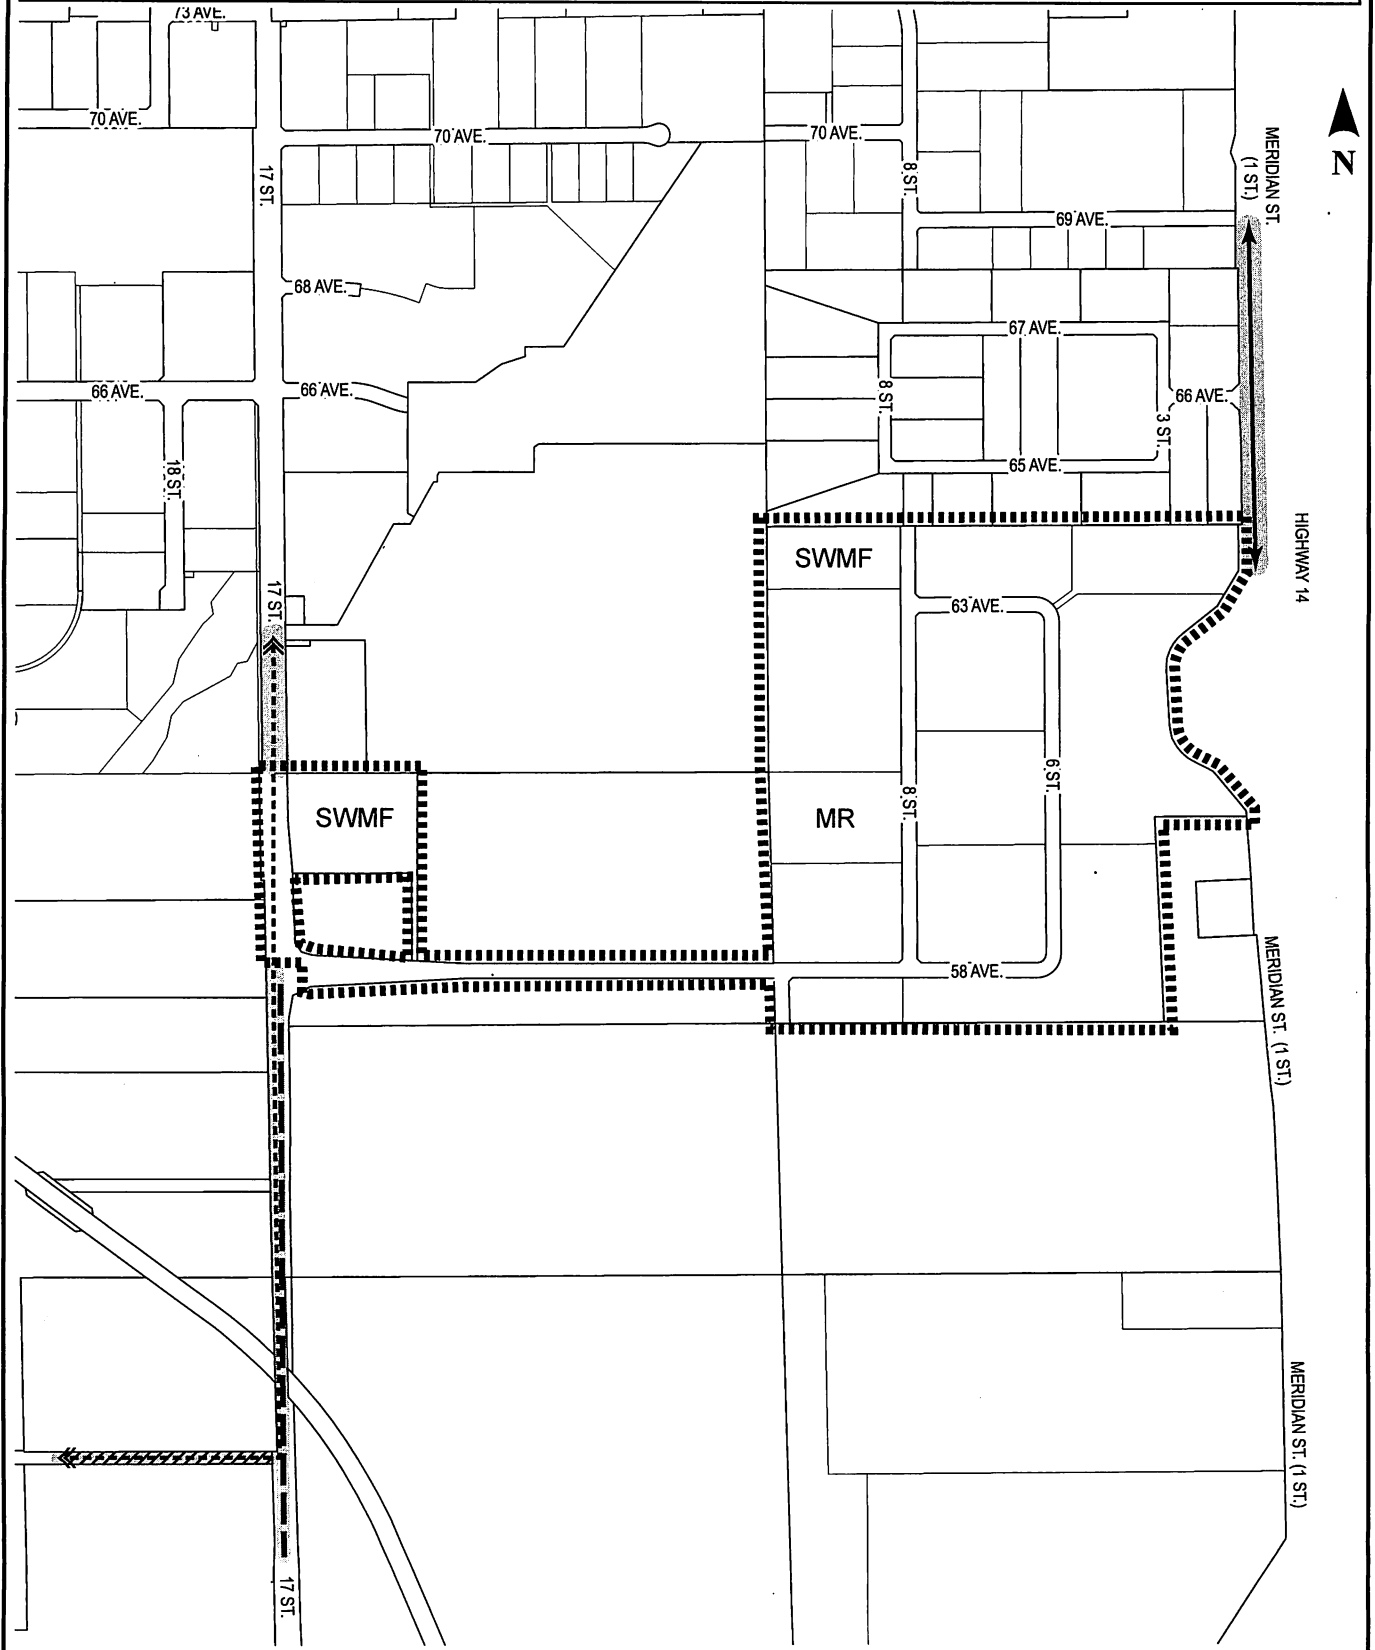 73 AVE.
70 AVE.
70 AVE.
70 AVE.
N
MERIDIAN ST.
(1 ST.)
17 ST.
8 ST.
69 AVE.
68 AVE.
67 AVE.
66 AVE.
66 AVE.
66 AVE.
8 ST.
3 ST.
65 AVE.
18 ST.
HIGHWAY 14
SWMF
17 ST.
63 AVE.
6 ST.
8 ST.
SWMF
MR
58 AVE.
MERIDIAN ST. (1 ST.)
MERIDIAN ST. (1 ST.)
17 ST.